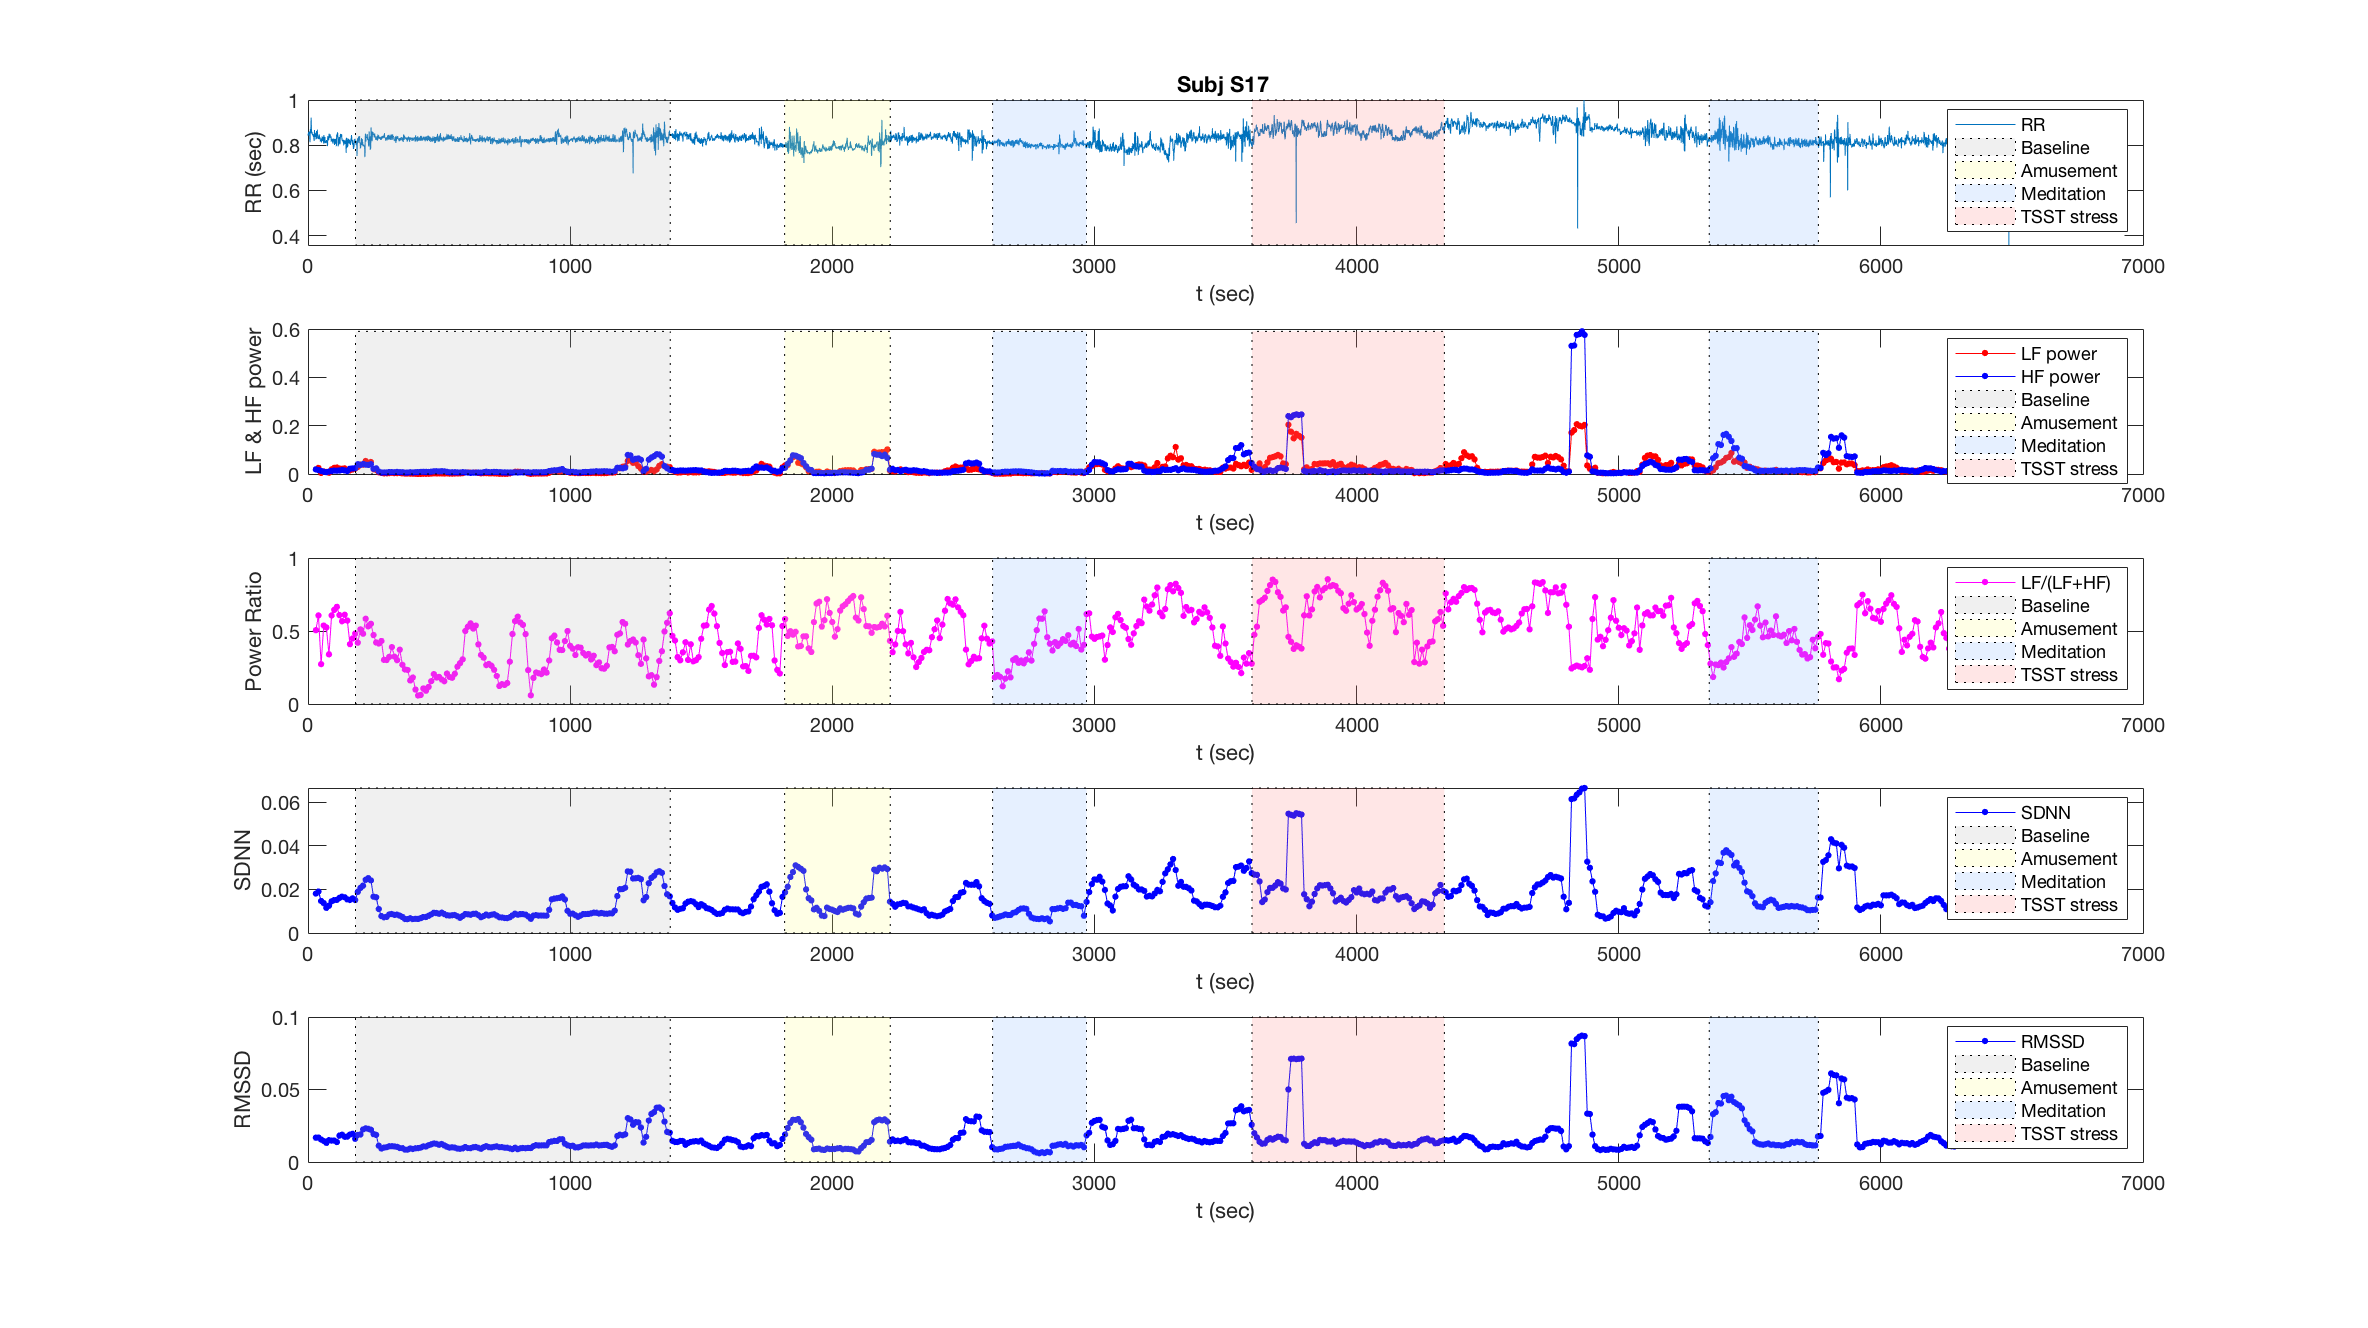 Subj S17
RR (sec)
1
0.8
0.6
0.4
0 1000 2000 3000 4000 5000 6000 7000
t (sec)
RR
Baseline
Amusement
Meditation
TSST stress
LF & HF power
0.6
0.4
0.2
0
0 1000 2000 3000 4000 5000 6000 7000
t (sec)
LF power
HF power
Baseline
Amusement
Meditation
TSST stress
Power Ratio
1
0.5
0
0 1000 2000 3000 4000 5000 6000 7000
t (sec)
LF/(LF+HF)
Baseline
Amusement
Meditation
TSST stress
SDNN
0.06
0.04
0.02
0
0 1000 2000 3000 4000 5000 6000 7000
t (sec)
SDNN
Baseline
Amusement
Meditation
TSST stress
RMSSD
0.1
0.05
0
0 1000 2000 3000 4000 5000 6000 7000
t (sec)
RMSSD
Baseline
Amusement
Meditation
TSST stress